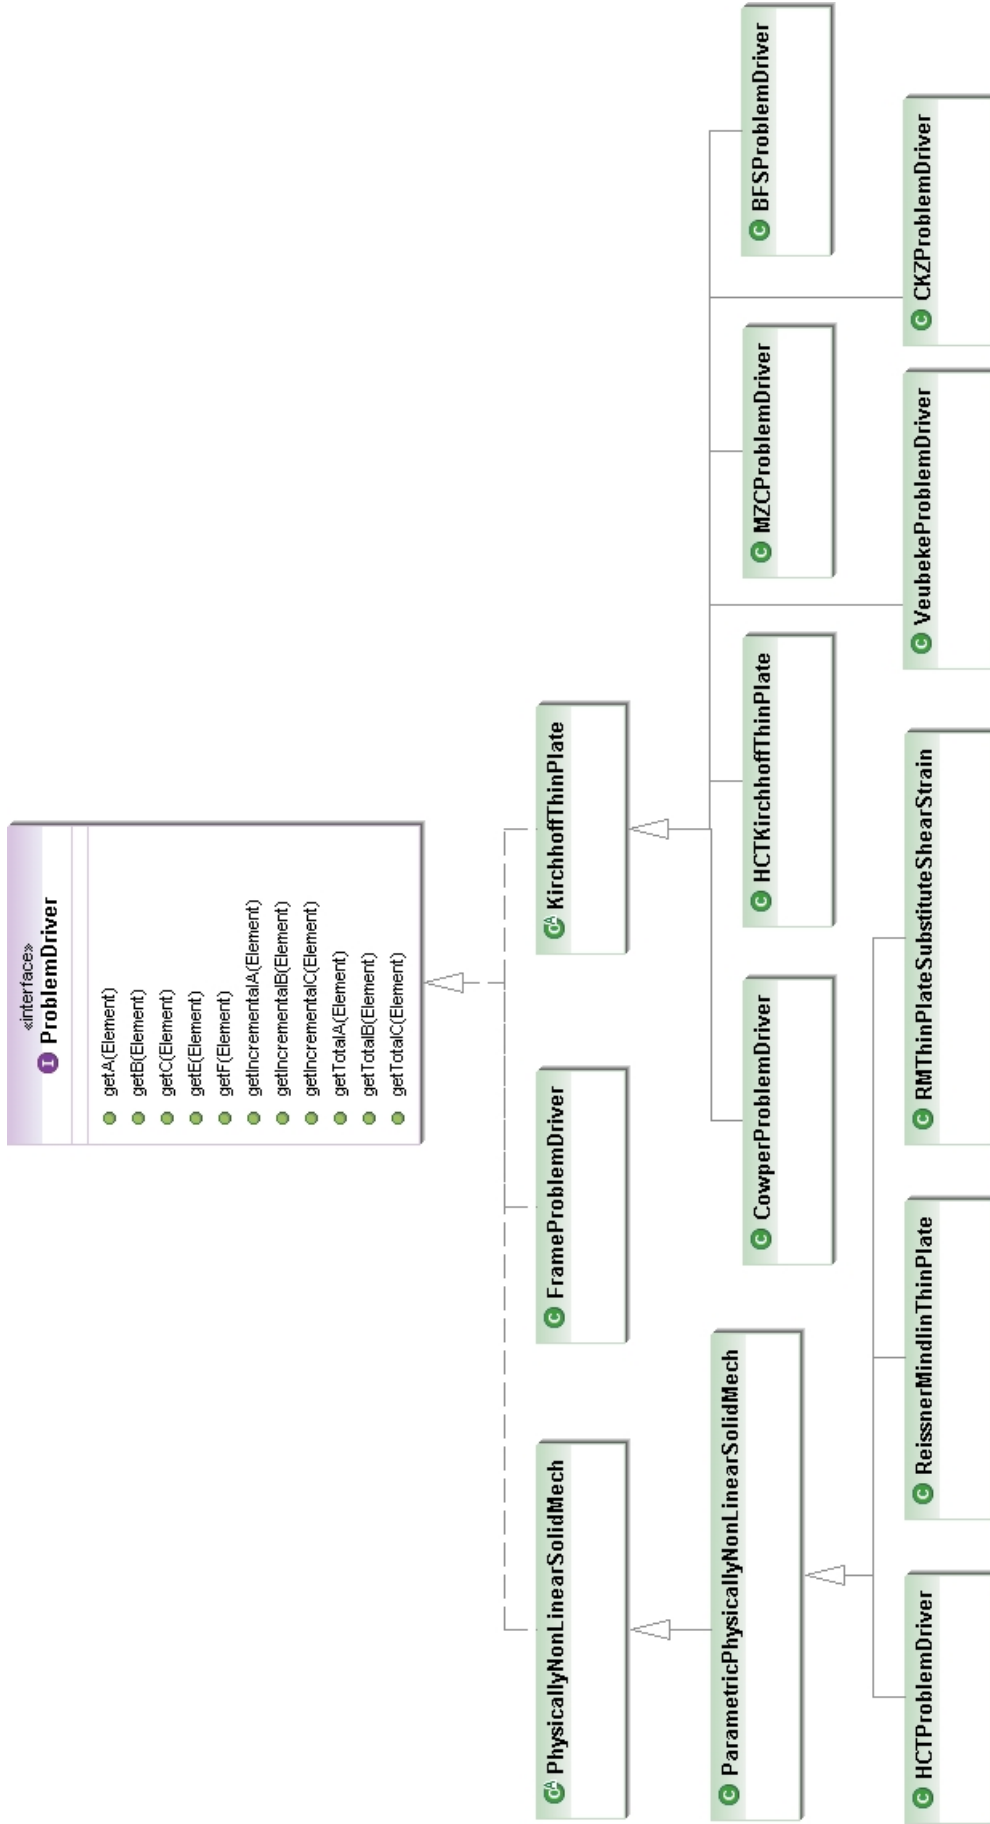 «interface»
ProblemDriver
getA(Element)
getB(Element)
getC(Element)
getE(Element)
getF(Element)
getIncrementalA(Element)
getIncrementalB(Element)
getIncrementalC(Element)
getTotalA(Element)
getTotalB(Element)
getTotalC(Element)
PhysicallyNonLinearSolidMech
FrameProblemDriver
KirchhoffThinPlate
ParametricPhysicallyNonLinearSolidMech
CowperProblemDriver
HCTKirchhoffThinPlate
MZCProblemDriver
BFSProblemDriver
HCTProblemDriver
ReissnerMindlinThinPlate
RMThinPlateSubstituteShearStrain
VeubekeProblemDriver
CKZProblemDriver